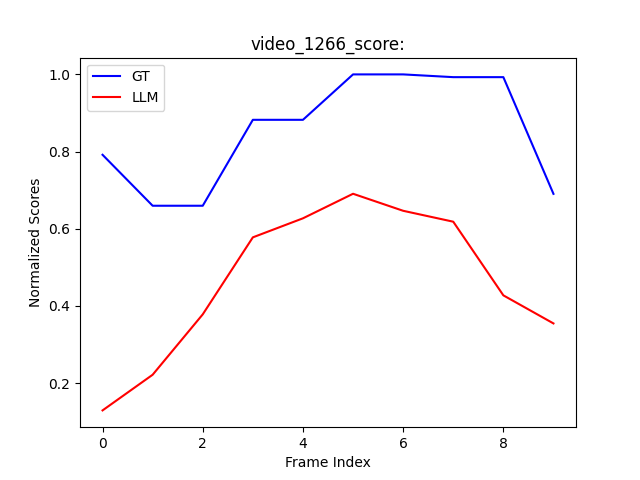 video_1266_score:
GT
LLM
Normalized Scores
1.0
0.8
0.6
0.4
0.2
0 2 4 6 8
Frame Index